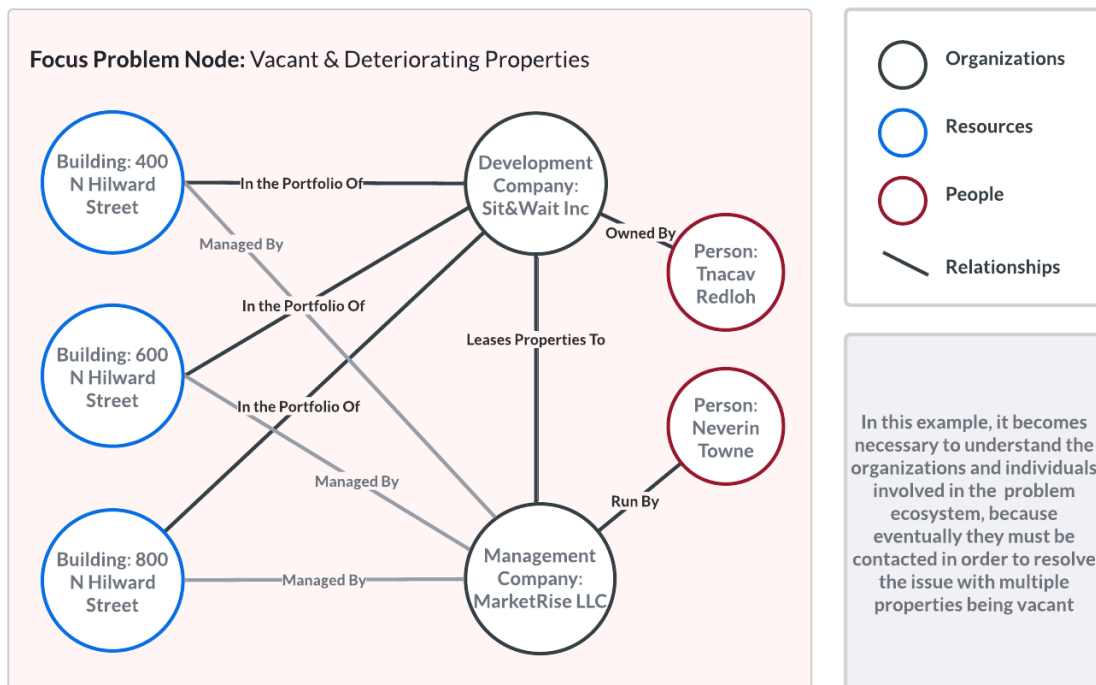 Focus Problem Node: Vacant & Deteriorating Properties
Building: 400
N Hilward
Street
In the Portfolio Of
Development
Company:
Sit&Wait Inc
Managed By
Owned By
Person:
Tnacav
Redloh
In the Portfolio Of
Building: 600
N Hilward
Street
Leases Properties To
In the Portfolio Of
Person:
Neverin
Towne
Managed By
Run By
Building: 800
N Hilward
Street
Managed By
Management
Company:
MarketRise LLC
Organizations
Resources
People
Relationships
In this example, it becomes
necessary to understand the
organizations and individuals
involved in the problem
ecosystem, because
eventually they must be
contacted in order to resolve
the issue with multiple
properties being vacant